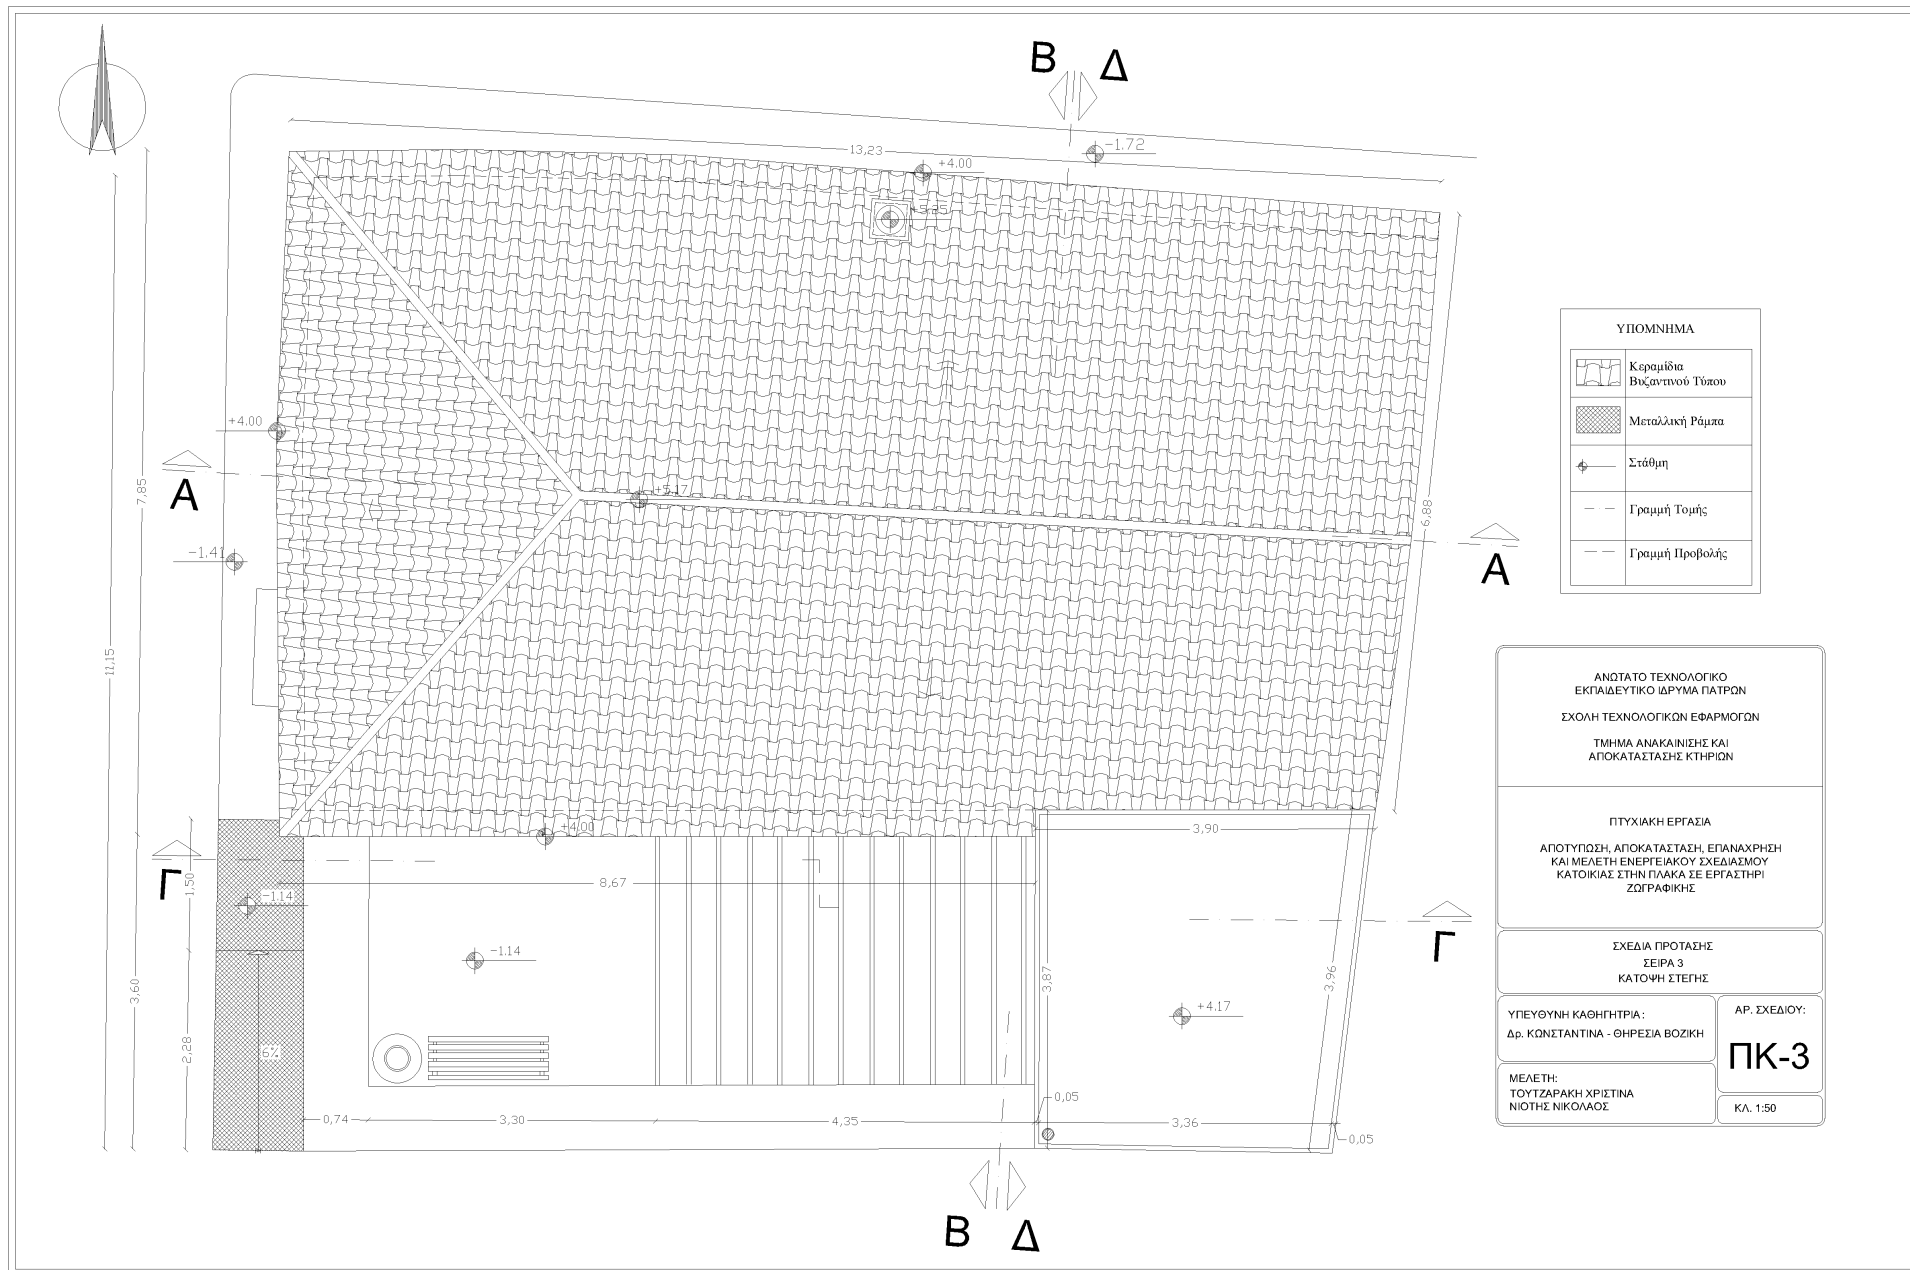 Β Δ
13,23
-1.72
+4.00
+4.00
+5.17
Α
7,85
-1,41
6,88
Α
11,15
+4.00
3,90
Γ
1,50
8,67
-1.14
-1.14
Γ
3,87
3,96
+4.17
3,60
2,28
6%
0,74
3,30
4,35
0,05
3,36
0,05
Β Δ
ΥΠΟΜΝΗΜΑ
Κεραμίδια
Βυζαντινού Τύπου
Μεταλλική Ράμπα
Στάθμη
Γραμμή Τομής
Γραμμή Προβολής
ΑΝΩΤΑΤΟ ΤΕΧΝΟΛΟΓΙΚΟ
ΕΚΠΑΙΔΕΥΤΙΚΟ ΙΔΡΥΜΑ ΠΑΤΡΩΝ
ΣΧΟΛΗ ΤΕΧΝΟΛΟΓΙΚΩΝ ΕΦΑΡΜΟΓΩΝ
ΤΜΗΜΑ ΑΝΑΚΑΙΝΙΣΗΣ ΚΑΙ
ΑΠΟΚΑΤΑΣΤΑΣΗΣ ΚΤΗΡΙΩΝ
ΠΤΥΧΙΑΚΗ ΕΡΓΑΣΙΑ
ΑΠΟΤΥΠΩΣΗ, ΑΠΟΚΑΤΑΣΤΑΣΗ, ΕΠΑΝΑΧΡΗΣΗ
ΚΑΙ ΜΕΛΕΤΗ ΕΝΕΡΓΕΙΑΚΟΥ ΣΧΕΔΙΑΣΜΟΥ
ΚΑΤΟΙΚΙΑΣ ΣΤΗΝ ΠΛΑΚΑ ΣΕ ΕΡΓΑΣΤΗΡΙ
ΖΩΓΡΑΦΙΚΗΣ
ΣΧΕΔΙΑ ΠΡΟΤΑΣΗΣ
ΣΕΙΡΑ 3
ΚΑΤΟΨΗ ΣΤΕΓΗΣ
ΥΠΕΥΘΥΝΗ ΚΑΘΗΓΗΤΡΙΑ:
Δρ. ΚΩΝΣΤΑΝΤΙΝΑ - ΘΗΡΕΣΙΑ ΒΟΖΙΚΗ
ΑΡ. ΣΧΕΔΙΟΥ:
ΠΚ-3
ΜΕΛΕΤΗ:
ΤΟΥΤΖΑΡΑΚΗ ΧΡΙΣΤΙΝΑ
ΝΙΟΤΗΣ ΝΙΚΟΛΑΟΣ
ΚΛ. 1:50